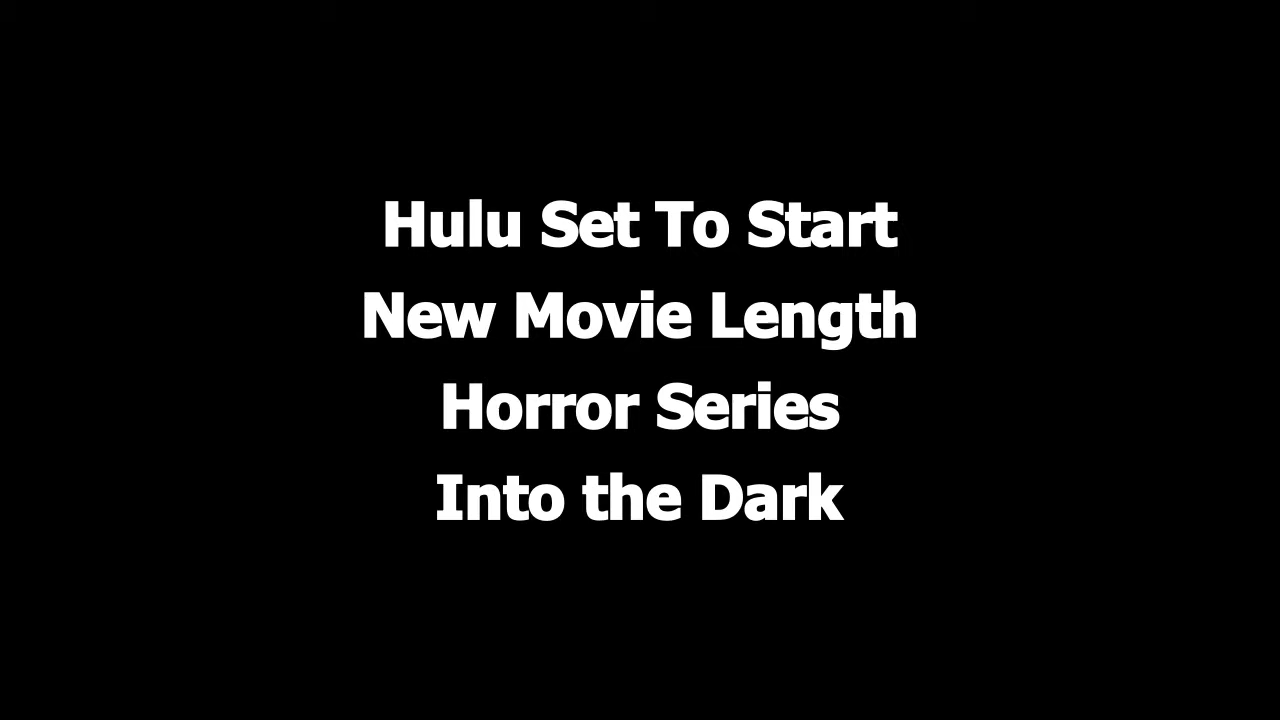 Hulu Set To Start
New Movie Length
Horror Series
Into the Dark